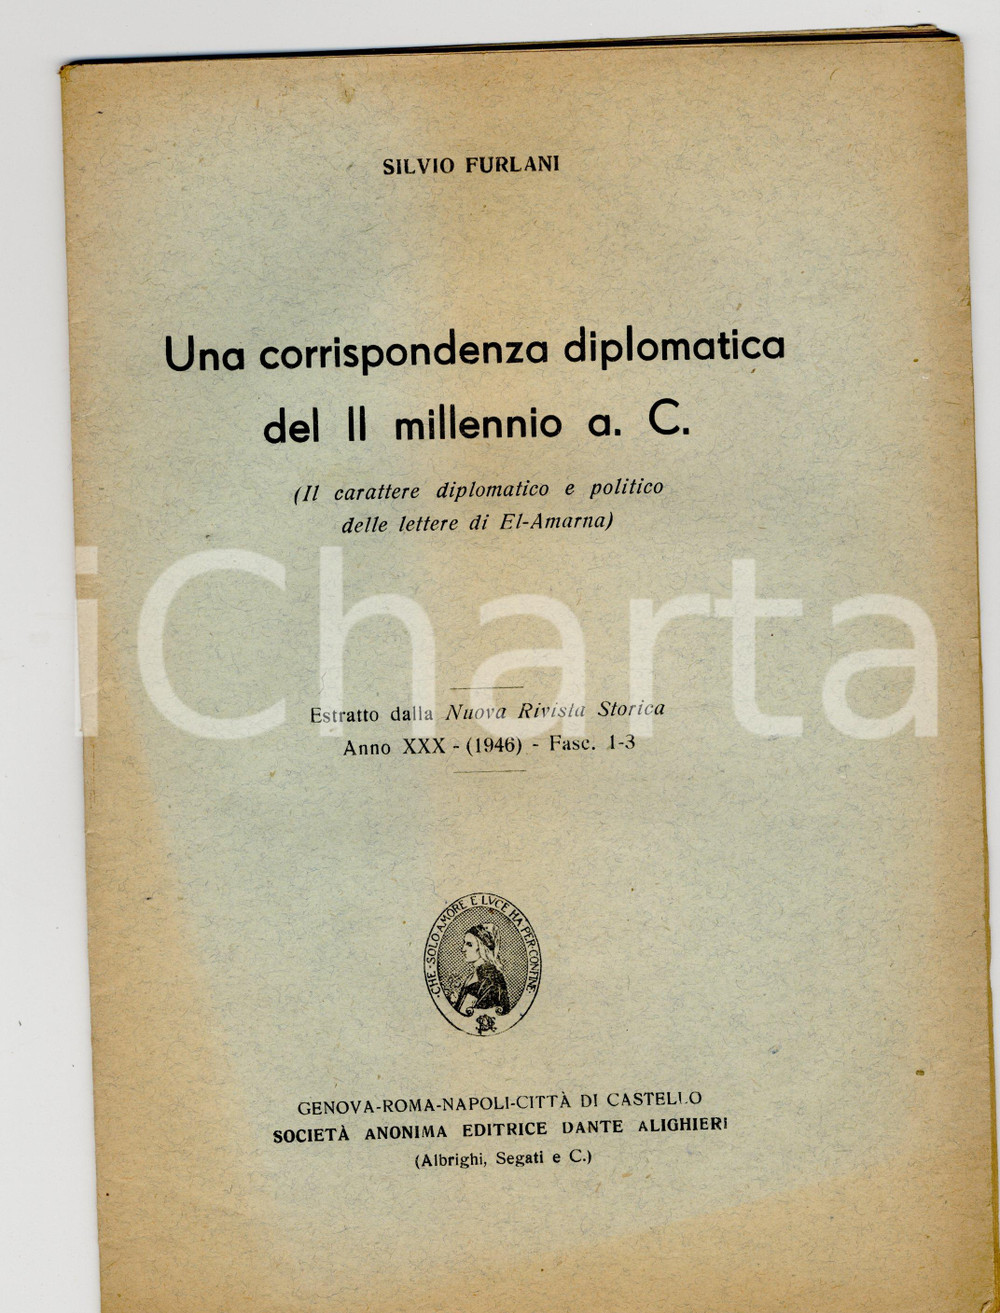 SILVIO FURLANI
Una corrispondenza diplomatica
del II millennio a. C.
(Il carattere diplomatico e politico
delle lettere di El-Amarna)
iCharta
Estratto dalla Nuova Rivista Storica
Anno XXX - (1946) - Fasc. 1-3
CHE·SOLO·AMORE E LVCE HA·PER·CONFINE·
GENOVA-ROMA-NAPOLI-CITTÀ DI CASTELLO
SOCIETÀ ANONIMA EDITRICE DANTE ALIGHIERI
(Albrighi, Segati e C.)